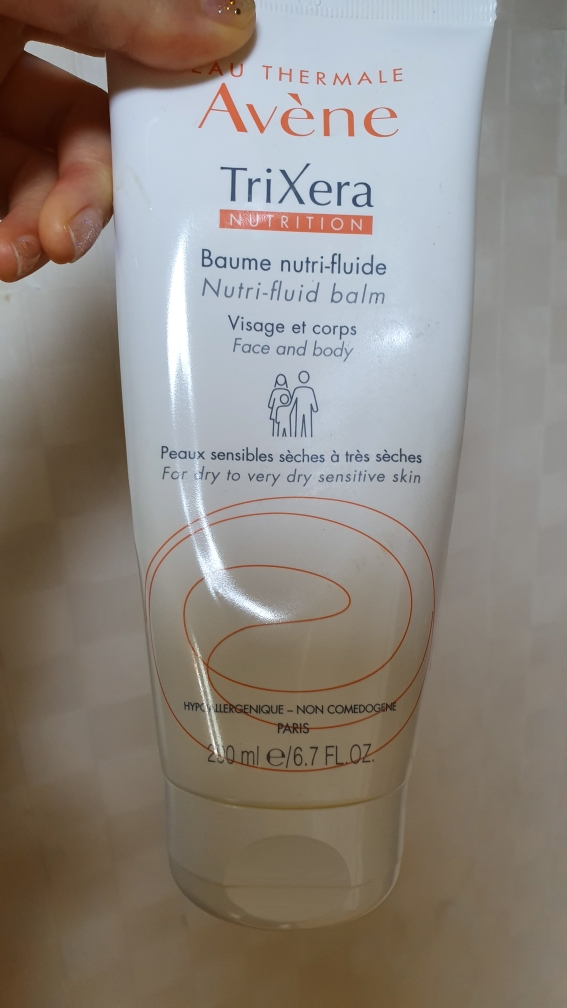 EAU THERMALE
Avène
TriXera
NUTRITION
Baume nutri-fluide
Nutri-fluid balm
Visage et corps
Face and body
Peaux sensibles sèches à très sèches
For dry to very dry sensitive skin
HYPOALLERGENIQUE – NON COMEDOGENE
PARIS
200 ml e/6.7 FL.OZ.